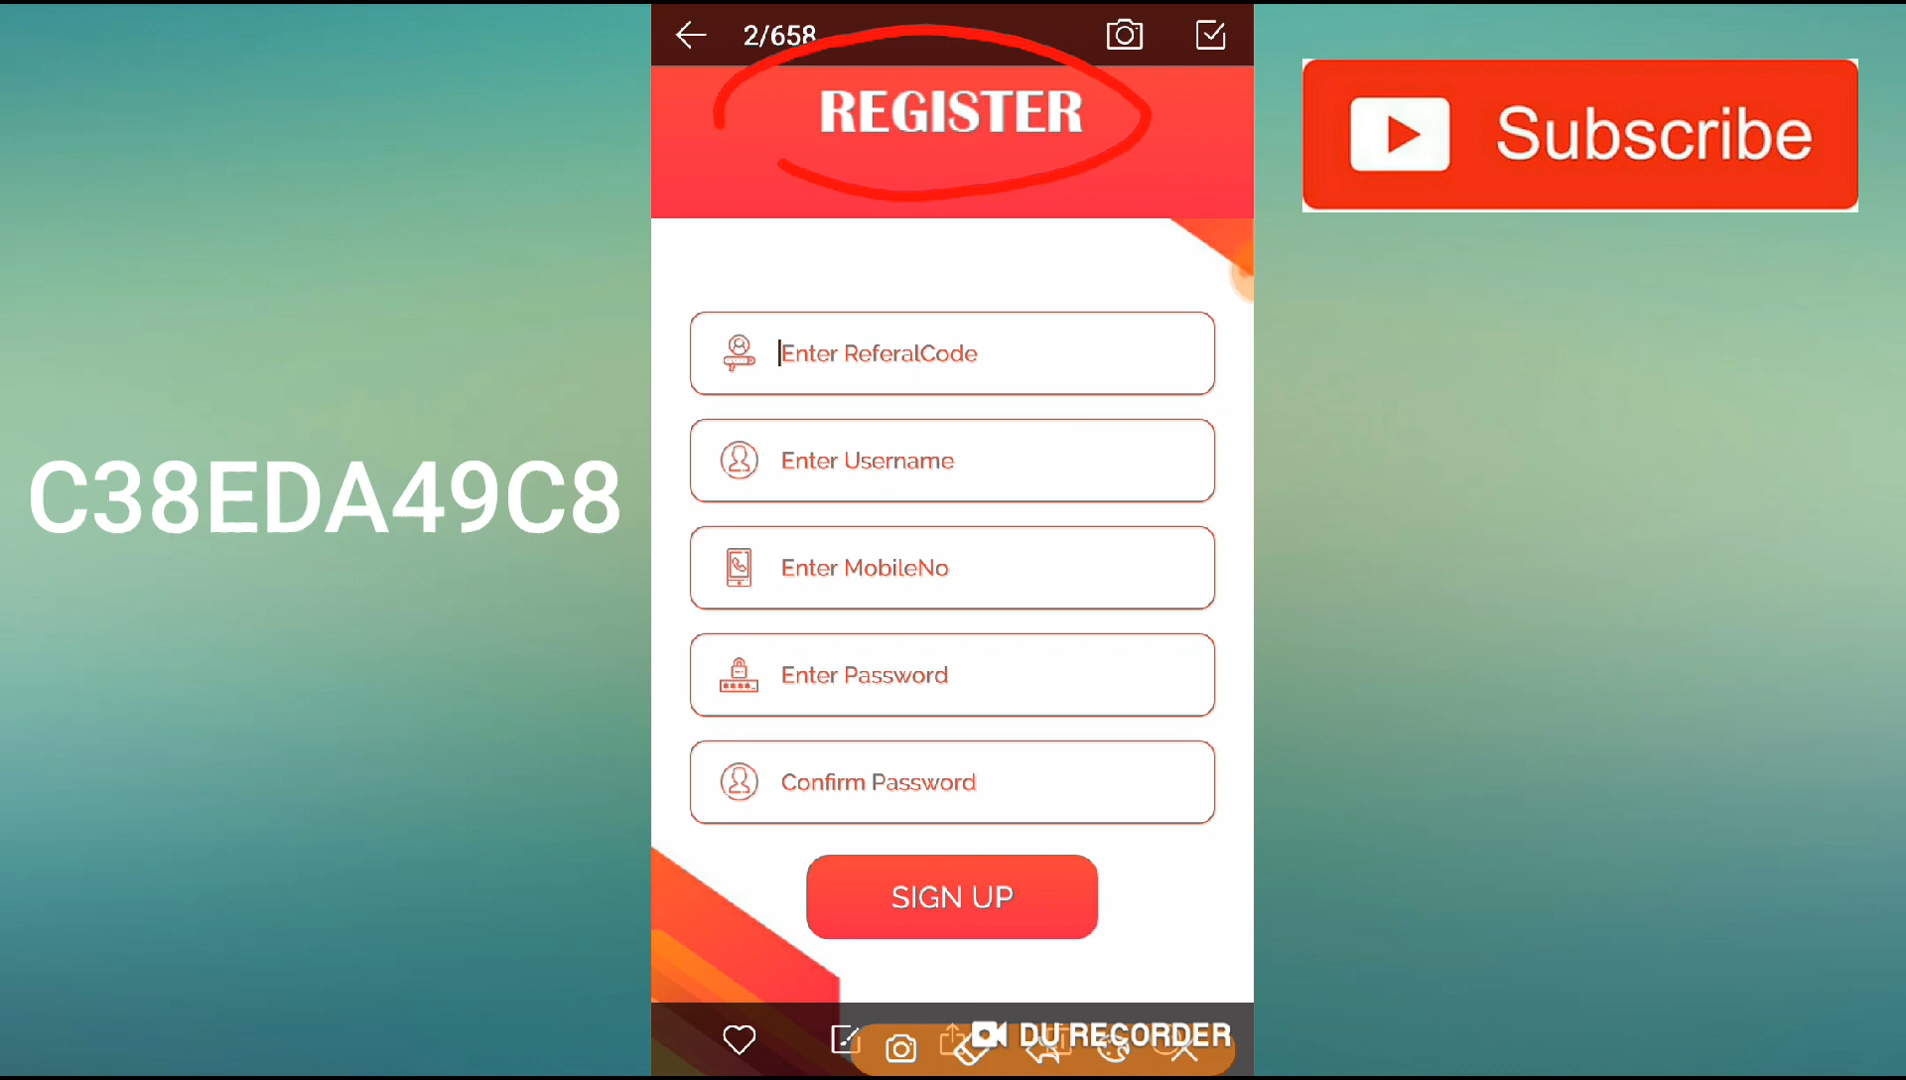 2/658
REGISTER
Subscribe
Enter ReferalCode
Enter Username
C38EDA49C8
Enter MobileNo
Enter Password
Confirm Password
SIGN UP
DU RECORDER